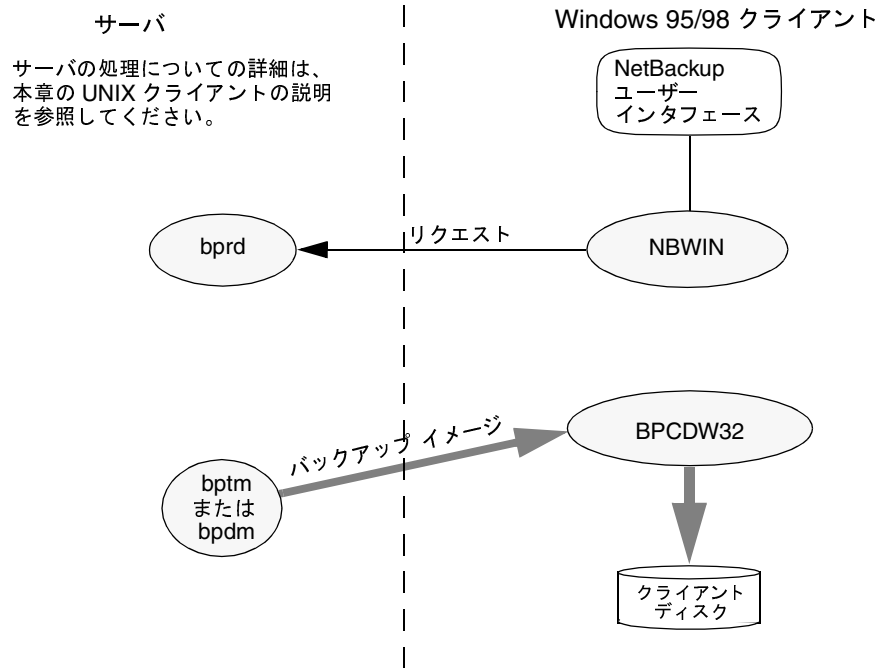 サーバ
サーバの処理についての詳細は、
本章の UNIX クライアントの説明
を参照してください。
Windows 95/98 クライアント
NetBackup
ユーザー
インタフェース
bprd
リクエスト
NBWIN
バックアップ イメージ
BPCDW32
bptm
または
bpdm
クライアント
ディスク